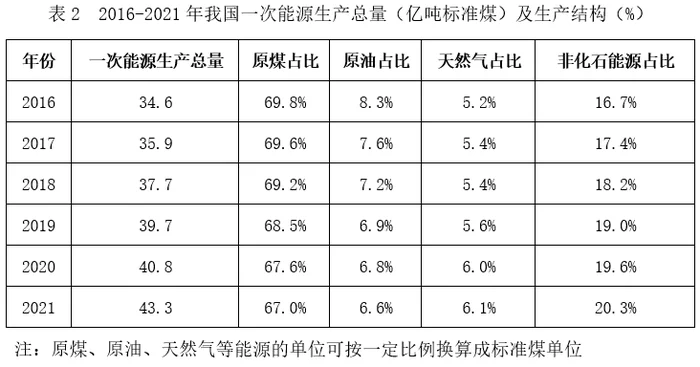 表 2  2016-2021 年我国一次能源生产总量（亿吨标准煤）及生产结构（%）
年份 一次能源生产总量 原煤占比 原油占比 天然气占比 非化石能源占比
2016 34.6 69.8% 8.3% 5.2% 16.7%
2017 35.9 69.6% 7.6% 5.4% 17.4%
2018 37.7 69.2% 7.2% 5.4% 18.2%
2019 39.7 68.5% 6.9% 5.6% 19.0%
2020 40.8 67.6% 6.8% 6.0% 19.6%
2021 43.3 67.0% 6.6% 6.1% 20.3%
注：原煤、原油、天然气等能源的单位可按一定比例换算成标准煤单位